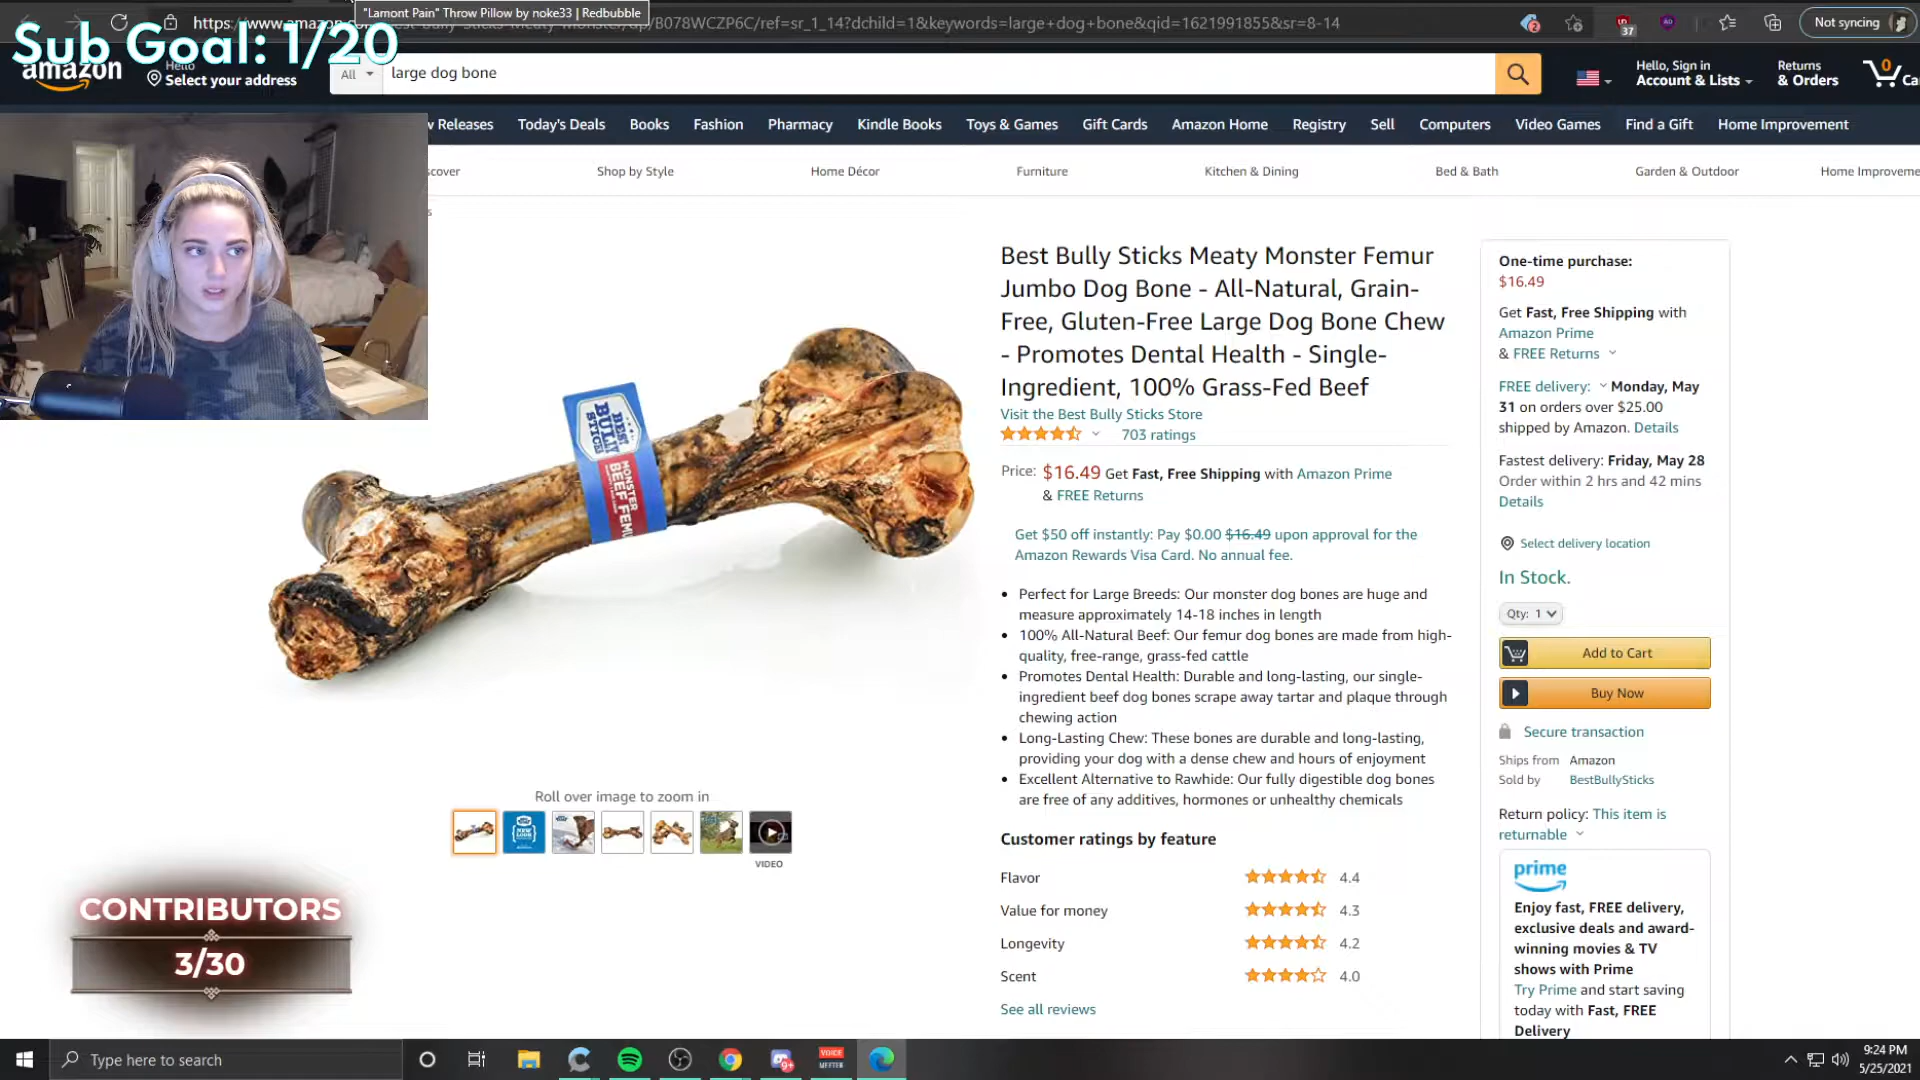 "Lamont Pain" Throw Pillow by noke33 | Redbubble
https://www.amazon.
/B078WCZP6C/ref=sr_1_14?dchild=1&keywords=large+dog+bone&qid=1621991855&sr=8-14
2
37
Not syncing
Sub Goal: 1/20
amazon
Hello
Select your address
All
large dog bone
Hello, Sign in
Account & Lists
Returns
& Orders
0
Ca
w Releases
Today's Deals
Books
Fashion
Pharmacy
Kindle Books
Toys & Games
Gift Cards
Amazon Home
Registry
Sell
Computers
Video Games
Find a Gift
Home Improvement
scover
Shop by Style
Home Décor
Furniture
Kitchen & Dining
Bed & Bath
Garden & Outdoor
Home Improveme
s
BEST
BULLY
STICKS
MONSTER
BEEF FEMU
Roll over image to zoom in
VIDEO
Best Bully Sticks Meaty Monster Femur
Jumbo Dog Bone - All-Natural, Grain-
Free, Gluten-Free Large Dog Bone Chew
- Promotes Dental Health - Single-
Ingredient, 100% Grass-Fed Beef
Visit the Best Bully Sticks Store
703 ratings
Price: $16.49 Get Fast, Free Shipping with Amazon Prime
& FREE Returns
Get $50 off instantly: Pay $0.00 $16.49 upon approval for the
Amazon Rewards Visa Card. No annual fee.
• Perfect for Large Breeds: Our monster dog bones are huge and
measure approximately 14-18 inches in length
• 100% All-Natural Beef: Our femur dog bones are made from high-
quality, free-range, grass-fed cattle
• Promotes Dental Health: Durable and long-lasting, our single-
ingredient beef dog bones scrape away tartar and plaque through
chewing action
• Long-Lasting Chew: These bones are durable and long-lasting,
providing your dog with a dense chew and hours of enjoyment
• Excellent Alternative to Rawhide: Our fully digestible dog bones
are free of any additives, hormones or unhealthy chemicals
Customer ratings by feature
Flavor 4.4
Value for money 4.3
Longevity 4.2
Scent 4.0
See all reviews
One-time purchase:
$16.49
Get Fast, Free Shipping with
Amazon Prime
& FREE Returns
FREE delivery: Monday, May
31 on orders over $25.00
shipped by Amazon. Details
Fastest delivery: Friday, May 28
Order within 2 hrs and 42 mins
Details
Select delivery location
In Stock.
Qty: 1
Add to Cart
Buy Now
Secure transaction
Ships from Amazon
Sold by BestBullySticks
Return policy: This item is
returnable
prime
Enjoy fast, FREE delivery,
exclusive deals and award-
winning movies & TV
shows with Prime
Try Prime and start saving
today with Fast, FREE
Delivery
CONTRIBUTORS
3/30
Type here to search
9+
VOICE
MEETER
9:24 PM
5/25/2021